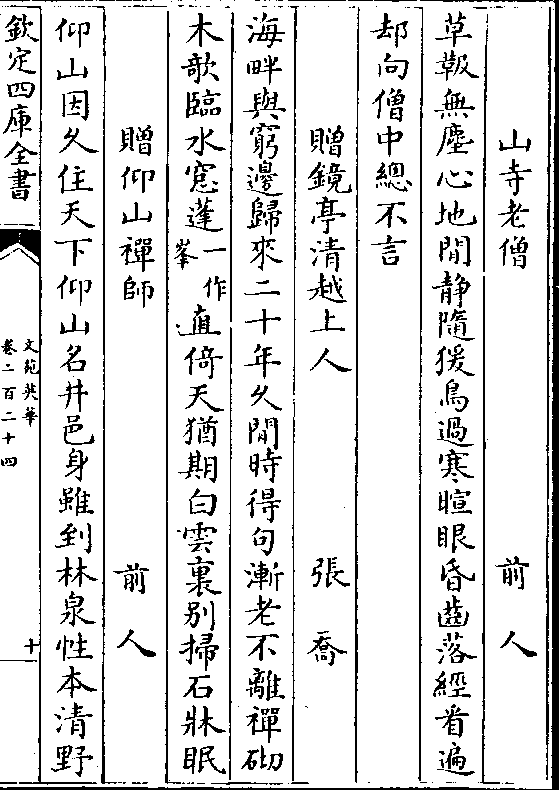 山寺老僧　前人
草鞍無塵心地閒静隨猨鳥過寒暄眼昏齒落經看遍
却向僧中總不言
贈鏡亭清越上人　張喬
海畔與窮邊歸來二十年久閒時得句漸老不離禪砌
木欹臨水窓蓬一作峯直倚天猶期白雲裏别掃石牀眠
贈仰山禪師　前人
仰山因久住天下仰山名井邑身雖到林泉性本清野
欽定四庫全書
文苑英華
卷二百二十四
十